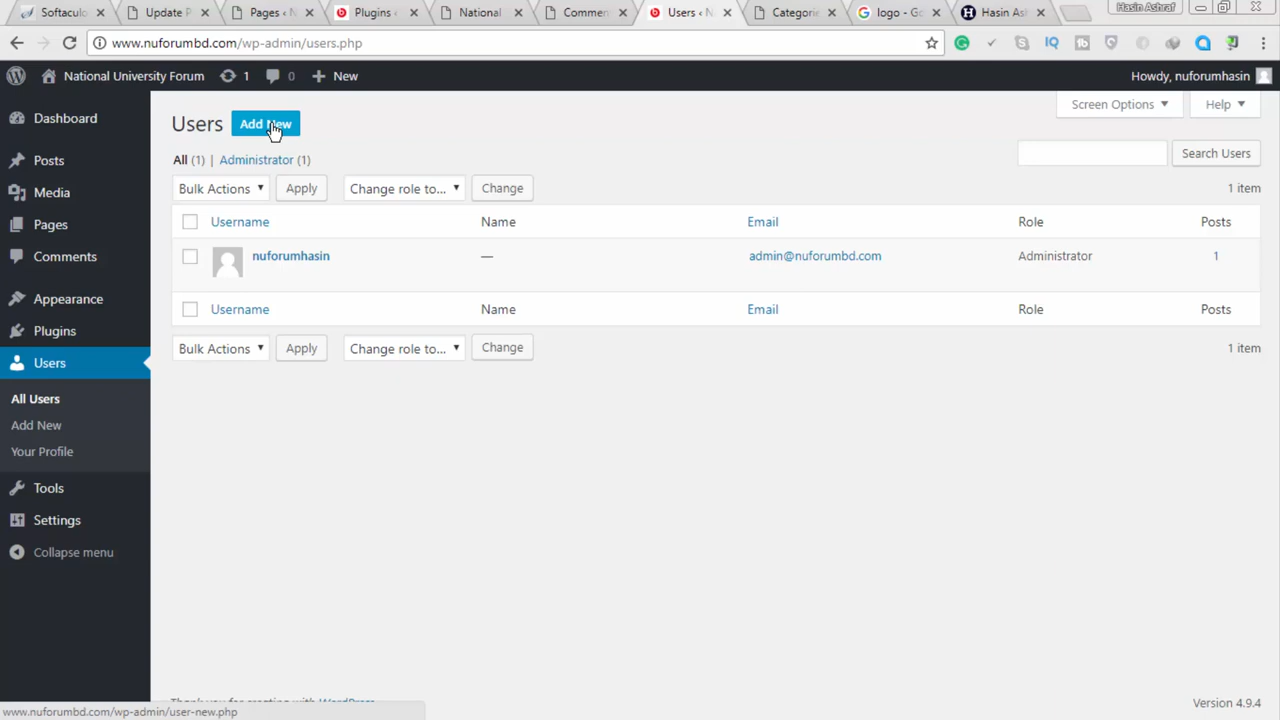 Softaculo
Update P
Pages ‹ N
Plugins ‹
National
Commen
Users ‹ N
Categorie
logo - Go
Hasin Ash
Hasin Ashraf
www.nuforumbd.com/wp-admin/users.php
National University Forum
1
0
New
Howdy, nuforumhasin
Dashboard
Posts
Media
Pages
Comments
Appearance
Plugins
Users
All Users
Add New
Your Profile
Tools
Settings
Collapse menu
Screen Options
Help
Users
Add New
All (1) | Administrator (1)
Search Users
Bulk Actions
Apply
Change role to...
Change
1 item
Username Name Email Role Posts
nuforumhasin — admin@nuforumbd.com Administrator 1
Username Name Email Role Posts
Bulk Actions
Apply
Change role to...
Change
1 item
Thank you for creating with WordPress
Version 4.9.4
www.nuforumbd.com/wp-admin/user-new.php